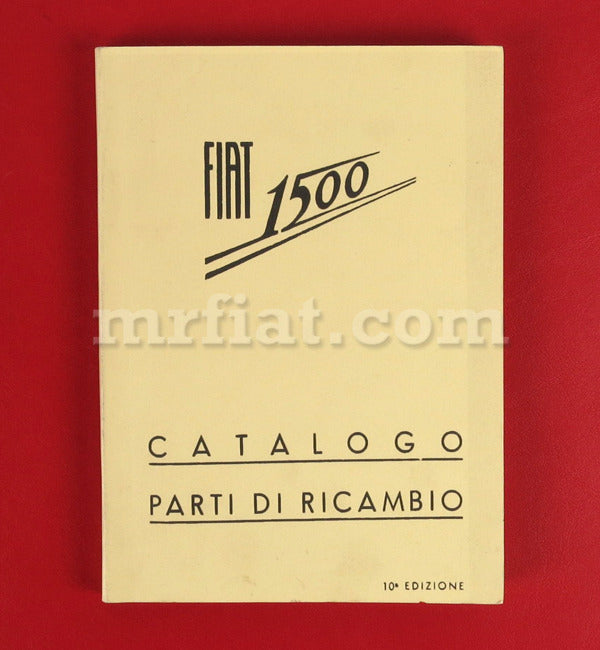 FIAT 1500
mrfiat.com
CATALOGO
PARTI DI RICAMBIO
10ª EDIZIONE